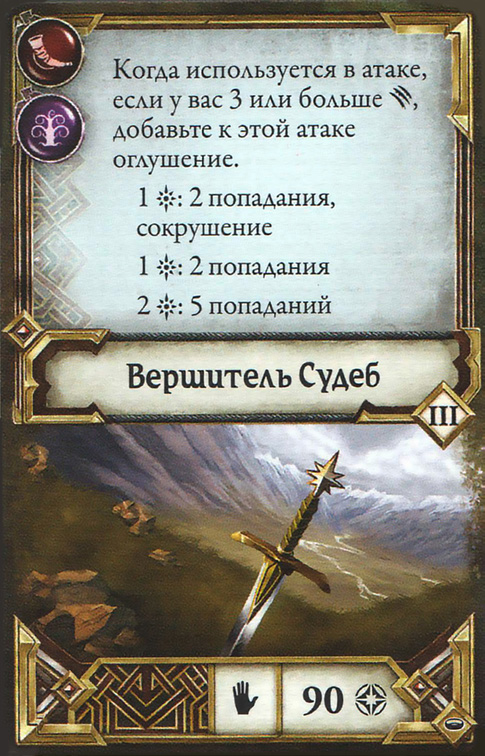 Когда используется в атаке,
если у вас 3 или больше ,
добавьте к этой атаке
оглушение.
1 : 2 попадания,
сокрушение
1 : 2 попадания
2 : 5 попаданий
Вершитель Судеб
III
90